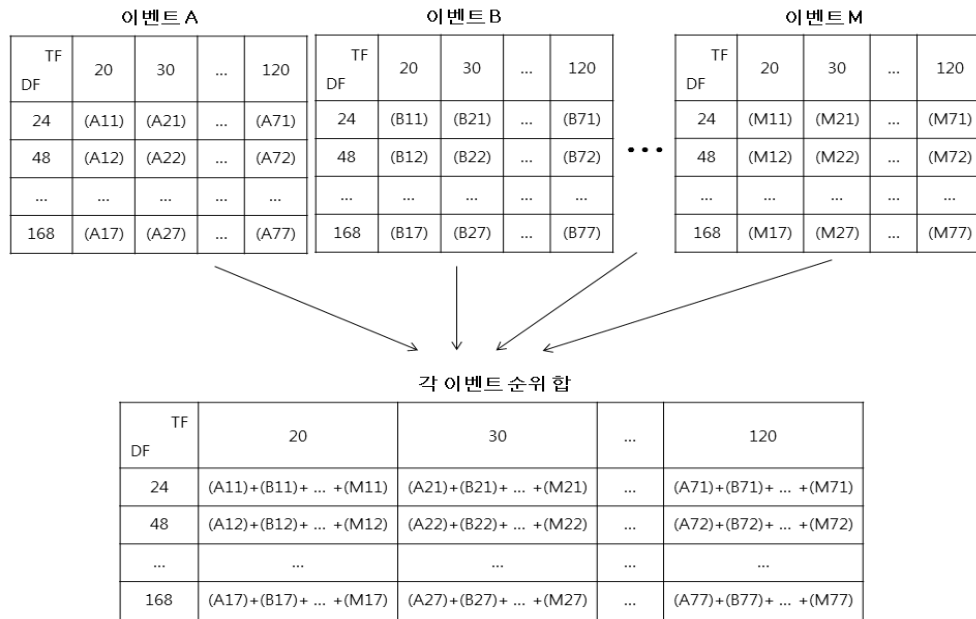 이벤트 A
TF
DF
20 30 ... 120
24 (A11) (A21) ... (A71)
48 (A12) (A22) ... (A72)
... ... ... ... ...
168 (A17) (A27) ... (A77)
이벤트 B
TF
DF
20 30 ... 120
24 (B11) (B21) ... (B71)
48 (B12) (B22) ... (B72)
... ... ... ... ...
168 (B17) (B27) ... (B77)
...
이벤트 M
TF
DF
20 30 ... 120
24 (M11) (M21) ... (M71)
48 (M12) (M22) ... (M72)
... ... ... ... ...
168 (M17) (M27) ... (M77)
각 이벤트 순위 합
TF
DF
20 30 ... 120
24 (A11)+(B11)+ ... +(M11) (A21)+(B21)+ ... +(M21) ... (A71)+(B71)+ ... +(M71)
48 (A12)+(B12)+ ... +(M12) (A22)+(B22)+ ... +(M22) ... (A72)+(B72)+ ... +(M72)
... ... ... ... ...
168 (A17)+(B17)+ ... +(M17) (A27)+(B27)+ ... +(M27) ... (A77)+(B77)+ ... +(M77)